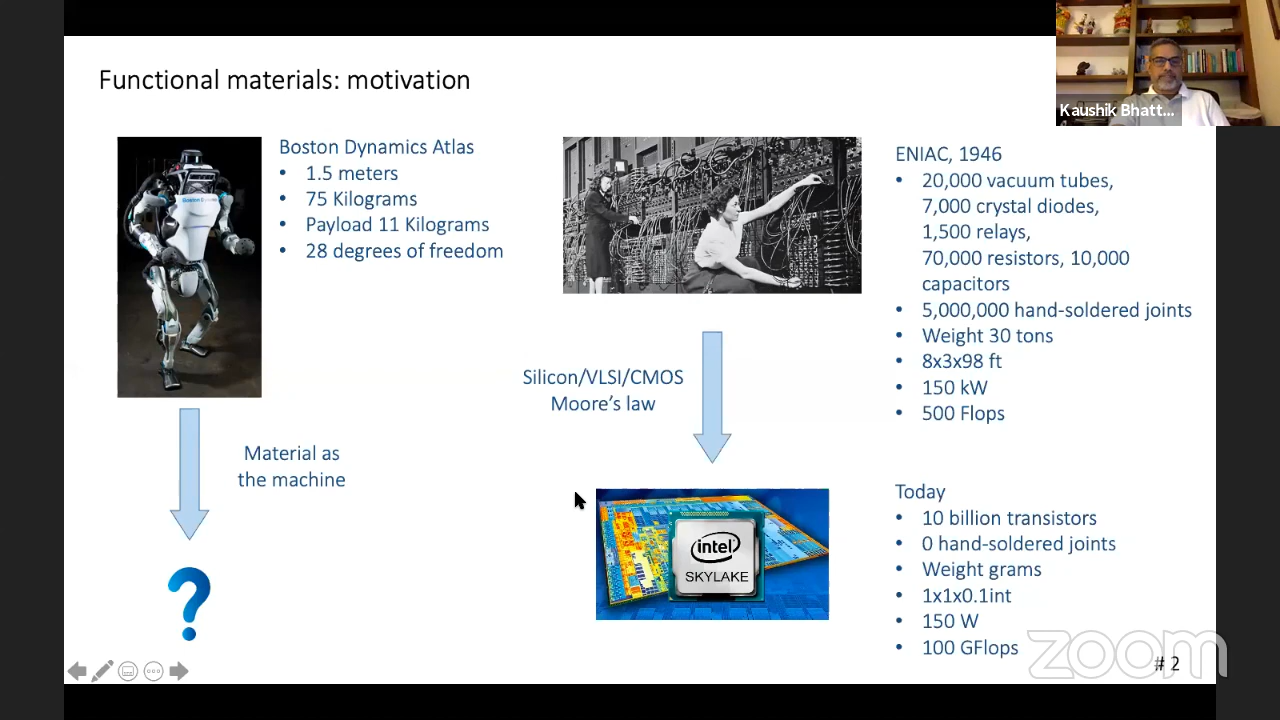 Functional materials: motivation
Kaushik Bhatt...
Boston Dynamics Atlas
• 1.5 meters
• 75 Kilograms
• Payload 11 Kilograms
• 28 degrees of freedom
ENIAC, 1946
• 20,000 vacuum tubes,
7,000 crystal diodes,
1,500 relays,
70,000 resistors, 10,000
capacitors
• 5,000,000 hand-soldered joints
• Weight 30 tons
• 8x3x98 ft
• 150 kW
• 500 Flops
Silicon/VLSI/CMOS
Moore's law
Material as
the machine
intel
SKYLAKE
Today
• 10 billion transistors
• 0 hand-soldered joints
• Weight grams
• 1x1x0.1int
• 150 W
• 100 GFlops
zoom
# 2